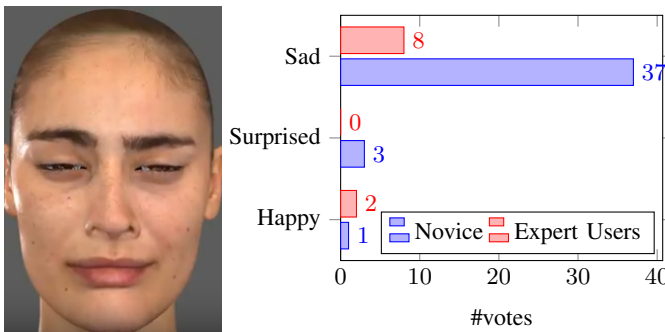 Sad
8
37
Surprised
0
3
Happy
2
1
Novice Expert Users
0 10 20 30 40
#votes